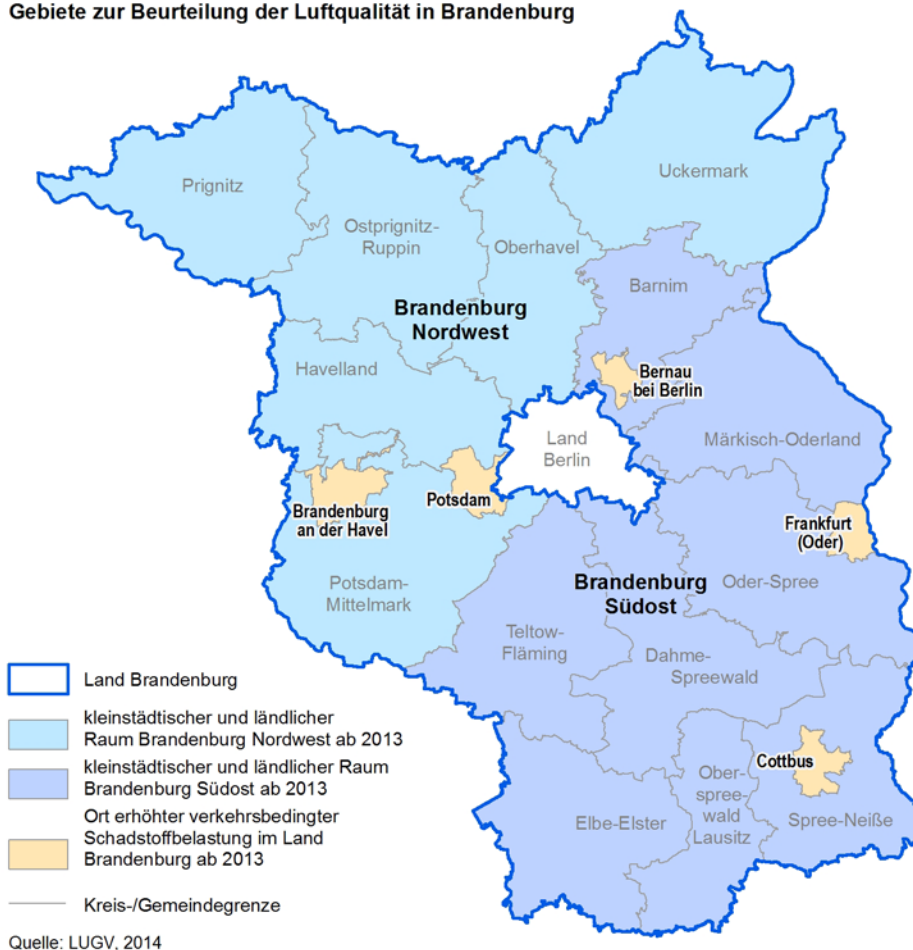 Gebiete zur Beurteilung der Luftqualität in Brandenburg
Prignitz
Uckermark
Ostprignitz-
Ruppin
Oberhavel
Barnim
Brandenburg
Nordwest
Havelland
Bernau
bei Berlin
Land
Berlin
Märkisch-Oderland
Potsdam
Brandenburg
an der Havel
Frankfurt
(Oder)
Potsdam-
Mittelmark
Brandenburg
Südost
Oder-Spree
Teltow-
Fläming
Dahme-
Spreewald
Cottbus
Ober-
spree-
wald
Lausitz
Elbe-Elster
Spree-Neiße
Land Brandenburg
kleinstädtischer und ländlicher
Raum Brandenburg Nordwest ab 2013
kleinstädtischer und ländlicher Raum
Brandenburg Südost ab 2013
Ort erhöhter verkehrsbedingter
Schadstoffbelastung im Land
Brandenburg ab 2013
Kreis-/Gemeindegrenze
Quelle: LUGV, 2014